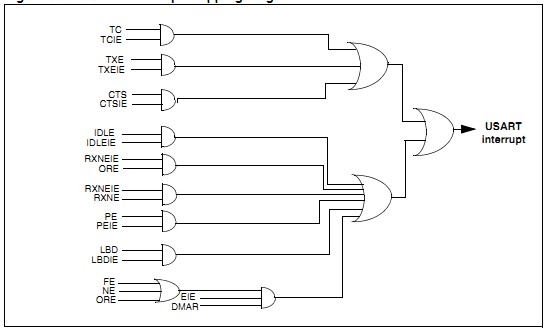 TC
TCIE
TXE
TXEIE
CTS
CTSIE
IDLE
IDLEIE
RXNEIE
ORE
RXNEIE
RXNE
PE
PEIE
LBD
LBDIE
FE
NE
ORE
EIE
DMAR
USART
interrupt